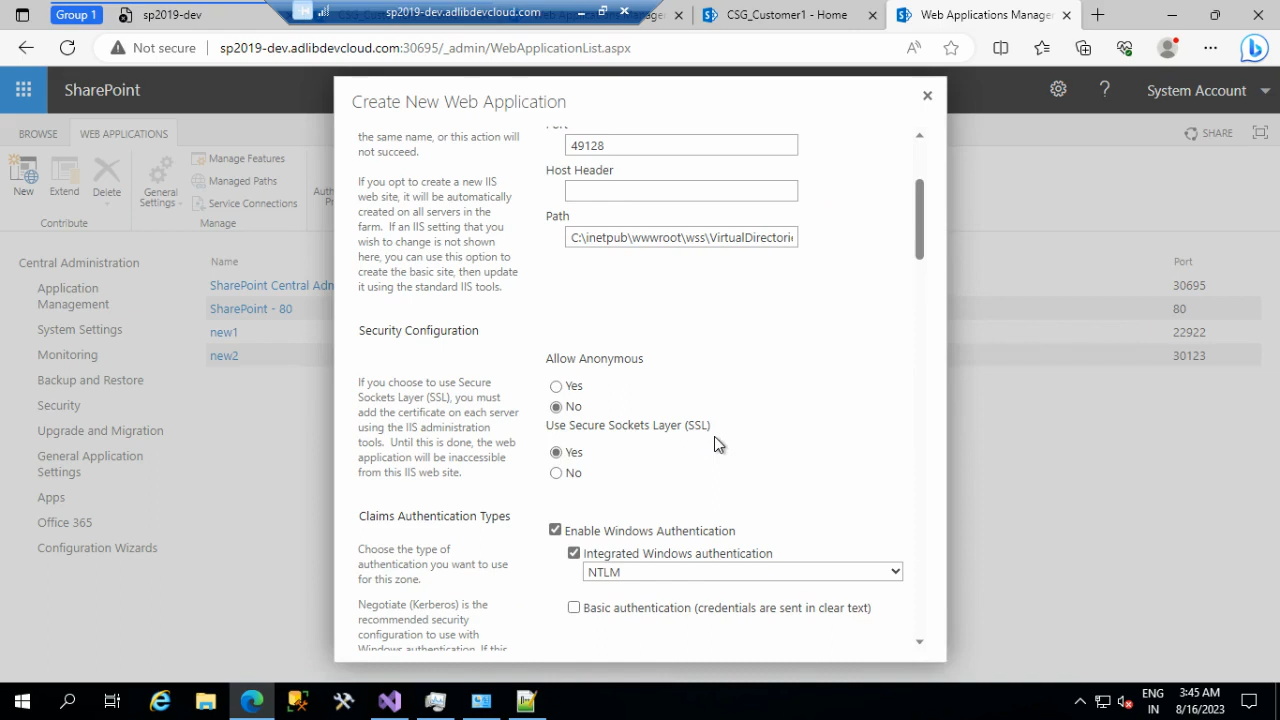 Group 1
sp2019-dev
sp2019-dev.adlibdevcloud.com
CSG_Customer1 - Home
Web Applications Manage
Not secure
sp2019-dev.adlibdevcloud.com:30695/_admin/WebApplicationList.aspx
SharePoint
System Account
BROWSE
WEB APPLICATIONS
SHARE
New
Extend
Delete
General Settings
Manage Features
Managed Paths
Service Connections
Contribute
Manage
Central Administration
Application
Management
System Settings
Monitoring
Backup and Restore
Security
Upgrade and Migration
General Application
Settings
Apps
Office 365
Configuration Wizards
Name
Port
SharePoint Central Adm
30695
SharePoint - 80
80
new1
22922
new2
30123
Create New Web Application
the same name, or this action will
not succeed.
If you opt to create a new IIS
web site, it will be automatically
created on all servers in the
farm. If an IIS setting that you
wish to change is not shown
here, you can use this option to
create the basic site, then update
it using the standard IIS tools.
49128
Host Header
Path
C:\inetpub\wwwroot\wss\VirtualDirectorie
Security Configuration
If you choose to use Secure
Sockets Layer (SSL), you must
add the certificate on each server
using the IIS administration
tools. Until this is done, the web
application will be inaccessible
from this IIS web site.
Allow Anonymous
Yes
No
Use Secure Sockets Layer (SSL)
Yes
No
Claims Authentication Types
Choose the type of
authentication you want to use
for this zone.
Negotiate (Kerberos) is the
recommended security
configuration to use with
Windows authentication. If this
Enable Windows Authentication
Integrated Windows authentication
NTLM
Basic authentication (credentials are sent in clear text)
ENG
IN
3:45 AM
8/16/2023